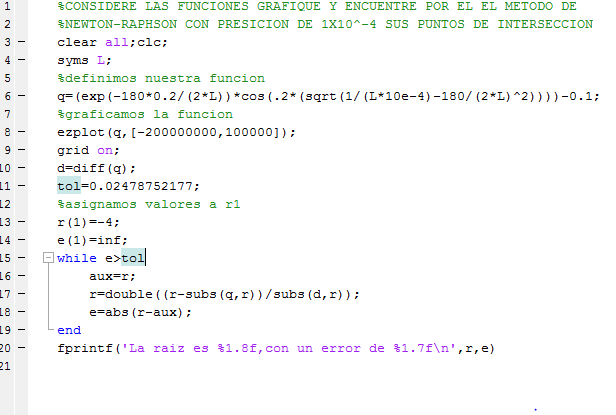 1 %CONSIDERE LAS FUNCIONES GRAFIQUE Y ENCUENTRE POR EL EL METODO DE
2 %NEWTON-RAPHSON CON PRESICION DE 1X10^-4 SUS PUNTOS DE INTERSECCION
3 - clear all;clc;
4 - syms L;
5 %definimos nuestra funcion
6 - q=(exp(-180*0.2/(2*L))*cos(.2*(sqrt(1/(L*10e-4)-180/(2*L)^2))))-0.1;
7 %graficamos la funcion
8 - ezplot(q,[-200000000,100000]);
9 - grid on;
10 - d=diff(q);
11 - tol=0.02478752177;
12 %asignamos valores a r1
13 - r(1)=-4;
14 - e(1)=inf;
15 - while e>tol
16 - aux=r;
17 - r=double((r-subs(q,r))/subs(d,r));
18 - e=abs(r-aux);
19 - end
20 - fprintf('La raiz es %1.8f,con un error de %1.7f\n',r,e)
21